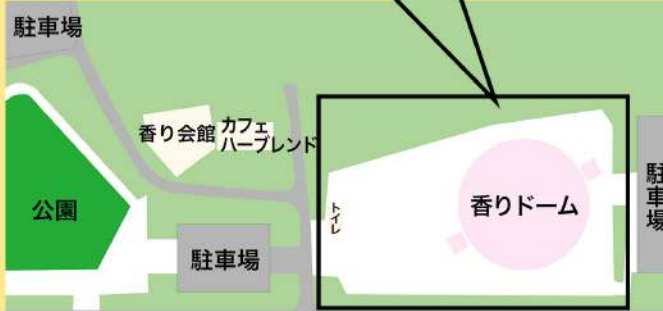 駐車場
香り会館
カフェ
ハーブレンド
公園
駐車場
トイレ
香りドーム
駐車場